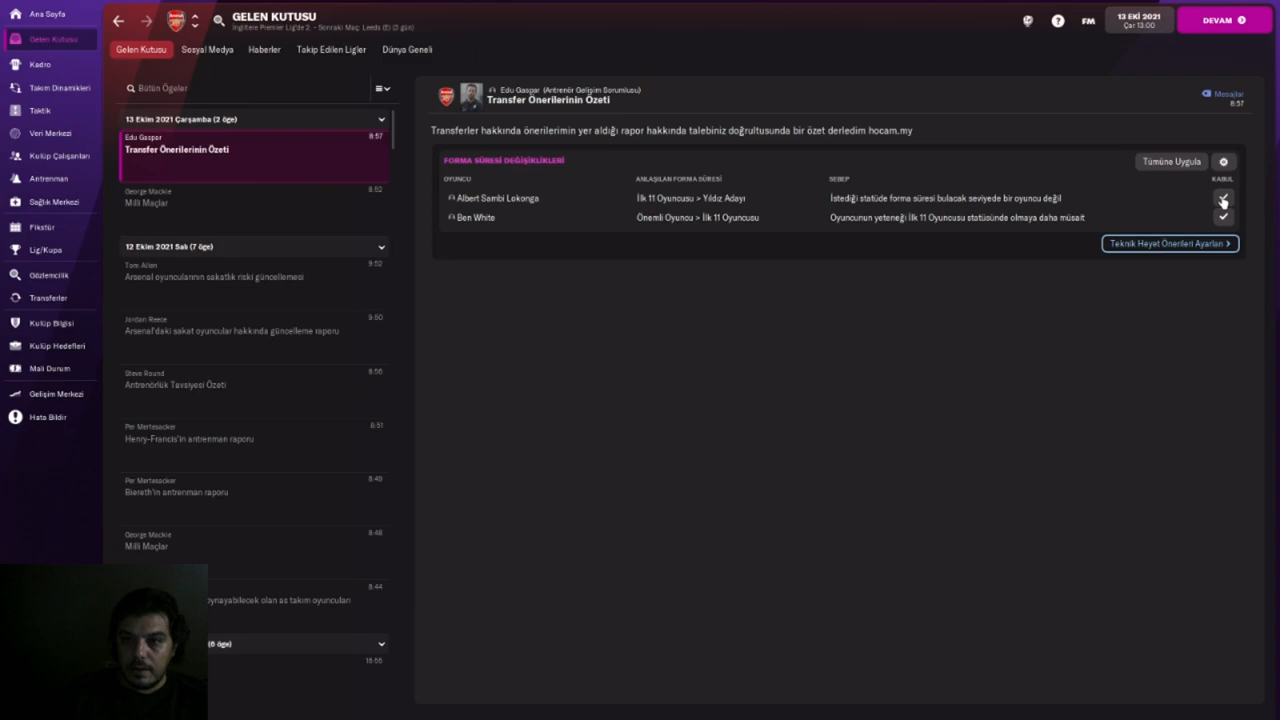 Ana Sayfa
Gelen Kutusu
Kadro
Takım Dinamikleri
Taktik
Veri Merkezi
Kulüp Çalışanları
Antrenman
Sağlık Merkezi
Fikstür
Lig/Kupa
Gözlemcilik
Transferler
Kulüp Bilgisi
Kulüp Hedefleri
Mali Durum
Gelişim Merkezi
Hata Bildir
GELEN KUTUSU
İngiltere Premier Lig'de 2. - Sonraki Maç: Leeds (E) (3 gün)
FM
13 EKİ 2021
Çar 13:00
DEVAM
Gelen Kutusu
Sosyal Medya
Haberler
Takip Edilen Ligler
Dünya Geneli
Bütün Ögeler
13 Ekim 2021 Çarşamba (2 öge)
Edu Gaspar 8:57
Transfer Önerilerinin Özeti
George Mackie 8:52
Milli Maçlar
12 Ekim 2021 Salı (7 öge)
Tom Allen 9:52
Arsenal oyuncularının sakatlık riski güncellemesi
Jordan Reece 9:50
Arsenal'daki sakat oyuncular hakkında güncelleme raporu
Steve Round 8:56
Antrenörlük Tavsiyesi Özeti
Per Mertesacker 8:51
Henry-Francis'in antrenman raporu
Per Mertesacker 8:49
Biereth'in antrenman raporu
George Mackie 8:48
Milli Maçlar
8:44
oynayabilecek olan as takım oyuncuları
(6 öge)
18:55
Edu Gaspar (Antrenör Gelişim Sorumlusu)
Transfer Önerilerinin Özeti
Mesajlar
8:57
Transferler hakkında önerilerimin yer aldığı rapor hakkında talebiniz doğrultusunda bir özet derledim hocam.my
FORMA SÜRESİ DEĞİŞİKLİKLERİ
Tümüne Uygula
OYUNCU ANLAŞILAN FORMA SÜRESİ SEBEP KABUL
Albert Sambi Lokonga İlk 11 Oyuncusu > Yıldız Adayı İstediği statüde forma süresi bulacak seviyede bir oyuncu değil
Ben White Önemli Oyuncu > İlk 11 Oyuncusu Oyuncunun yeteneği İlk 11 Oyuncusu statüsünde olmaya daha müsait
Teknik Heyet Önerileri Ayarları >